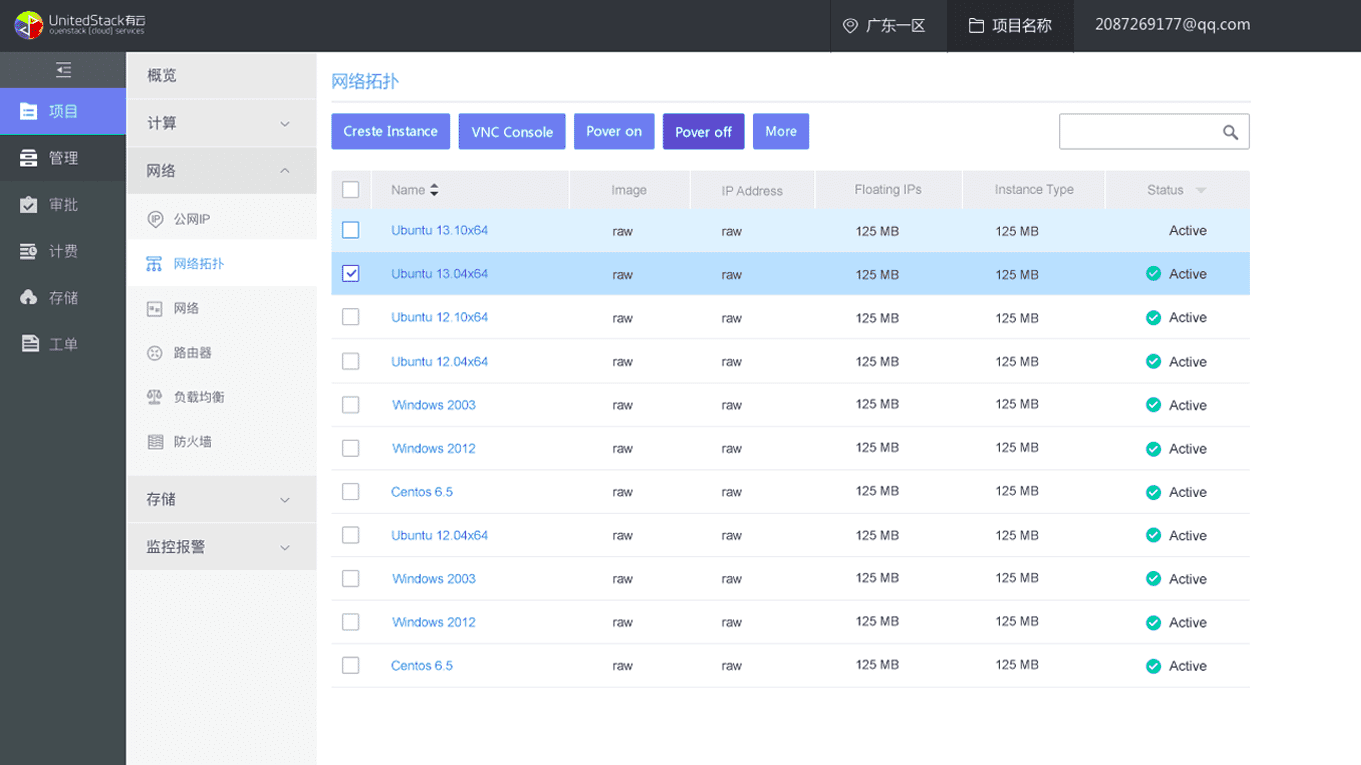 UnitedStack有云
openstack [cloud] services
广东一区
项目名称
2087269177@qq.com
项目
管理
审批
计费
存储
工单
概览
计算
网络
公网IP
网络拓扑
网络
路由器
负载均衡
防火墙
存储
监控报警
网络拓扑
Creste Instance VNC Console Pover on Pover off More
Name Image IP Address Floating IPs Instance Type Status
Ubuntu 13.10x64 raw raw 125 MB 125 MB Active
Ubuntu 13.04x64 raw raw 125 MB 125 MB Active
Ubuntu 12.10x64 raw raw 125 MB 125 MB Active
Ubuntu 12.04x64 raw raw 125 MB 125 MB Active
Windows 2003 raw raw 125 MB 125 MB Active
Windows 2012 raw raw 125 MB 125 MB Active
Centos 6.5 raw raw 125 MB 125 MB Active
Ubuntu 12.04x64 raw raw 125 MB 125 MB Active
Windows 2003 raw raw 125 MB 125 MB Active
Windows 2012 raw raw 125 MB 125 MB Active
Centos 6.5 raw raw 125 MB 125 MB Active